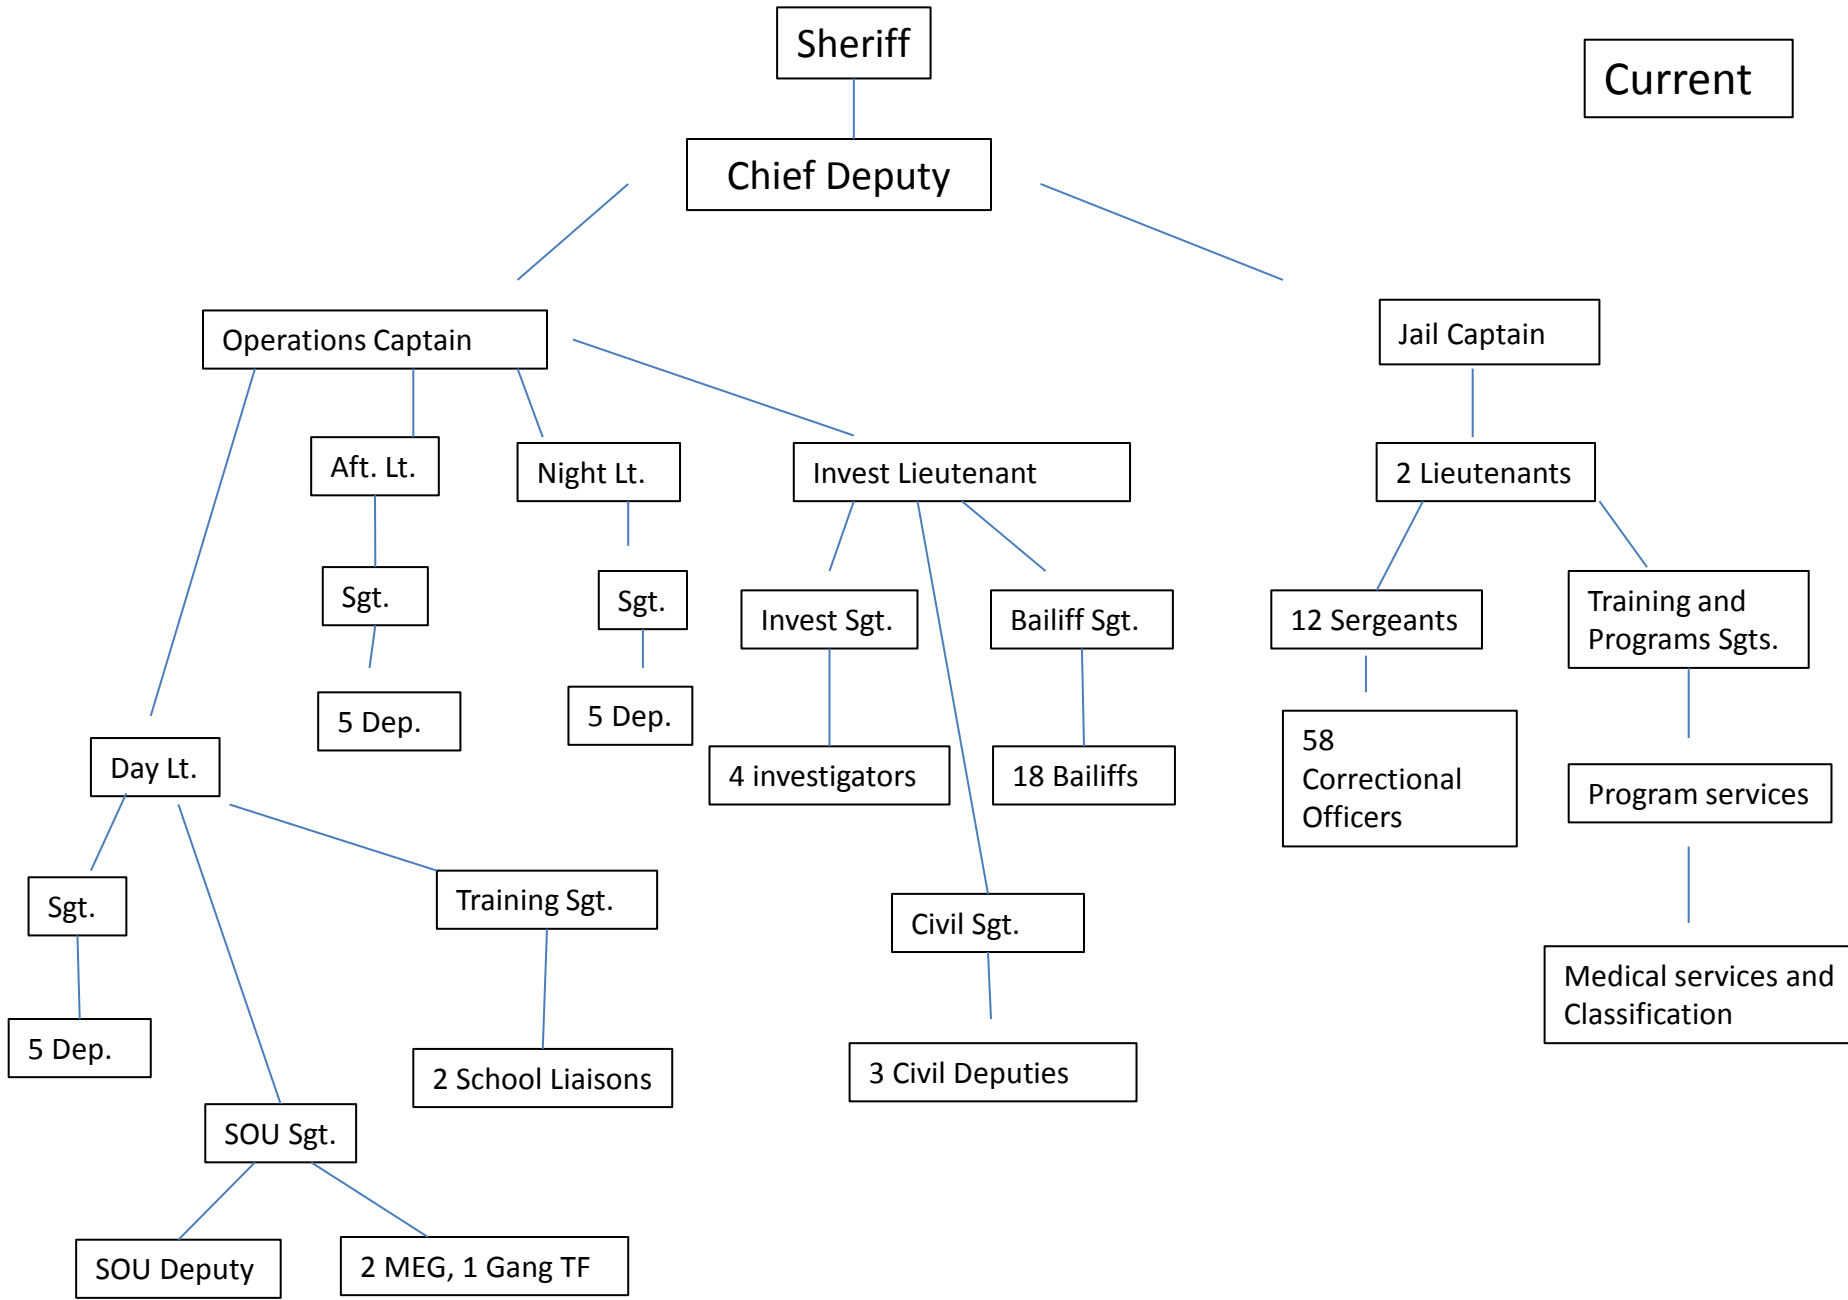 Sheriff
Current
Chief Deputy
Operations Captain
Jail Captain
Aft. Lt.
Night Lt.
Invest Lieutenant
2 Lieutenants
Sgt.
Sgt.
Invest Sgt.
Bailiff Sgt.
12 Sergeants
Training and
Programs Sgts.
5 Dep.
5 Dep.
Day Lt.
4 investigators
18 Bailiffs
58
Correctional
Officers
Program services
Sgt.
Training Sgt.
Civil Sgt.
Medical services and
Classification
5 Dep.
2 School Liaisons
3 Civil Deputies
SOU Sgt.
SOU Deputy
2 MEG, 1 Gang TF